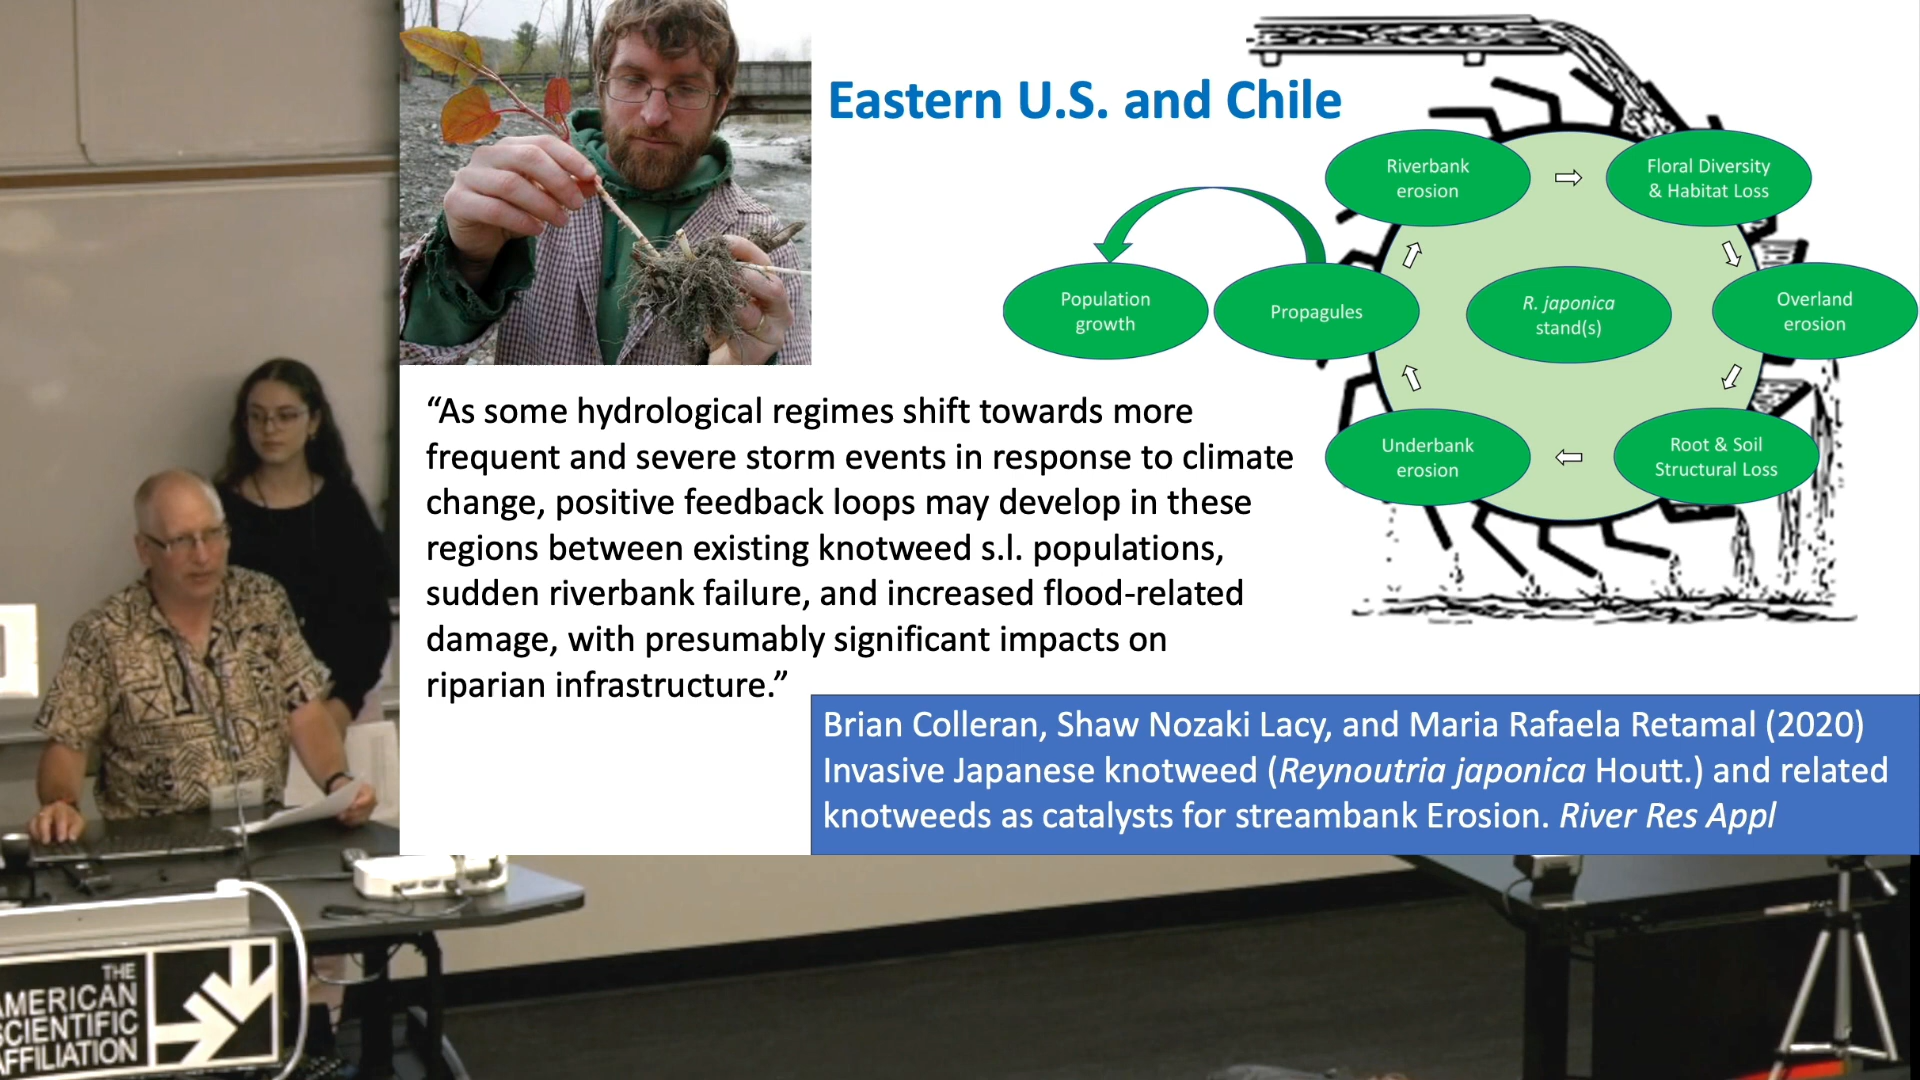 Eastern U.S. and Chile
Riverbank
erosion
Floral Diversity
& Habitat Loss
Population
growth
Propagules
R. japonica
stand(s)
Overland
erosion
Underbank
erosion
Root & Soil
Structural Loss
“As some hydrological regimes shift towards more
frequent and severe storm events in response to climate
change, positive feedback loops may develop in these
regions between existing knotweed s.l. populations,
sudden riverbank failure, and increased flood-related
damage, with presumably significant impacts on
riparian infrastructure.”
Brian Colleran, Shaw Nozaki Lacy, and Maria Rafaela Retamal (2020)
Invasive Japanese knotweed (Reynoutria japonica Houtt.) and related
knotweeds as catalysts for streambank Erosion. River Res Appl
THE
AMERICAN
SCIENTIFIC
AFFILIATION